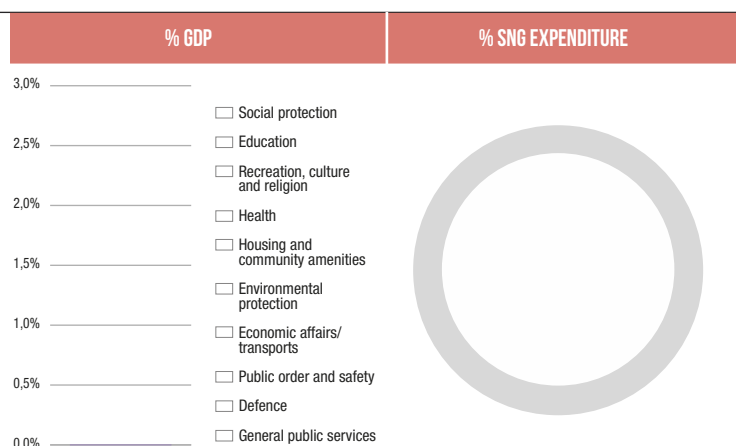 % GDP
% SNG EXPENDITURE
3,0%
2,5%
2,0%
1,5%
1,0%
0,5%
0,0%
Social protection
Education
Recreation, culture
and religion
Health
Housing and
community amenities
Environmental
protection
Economic affairs/
transports
Public order and safety
Defence
General public services